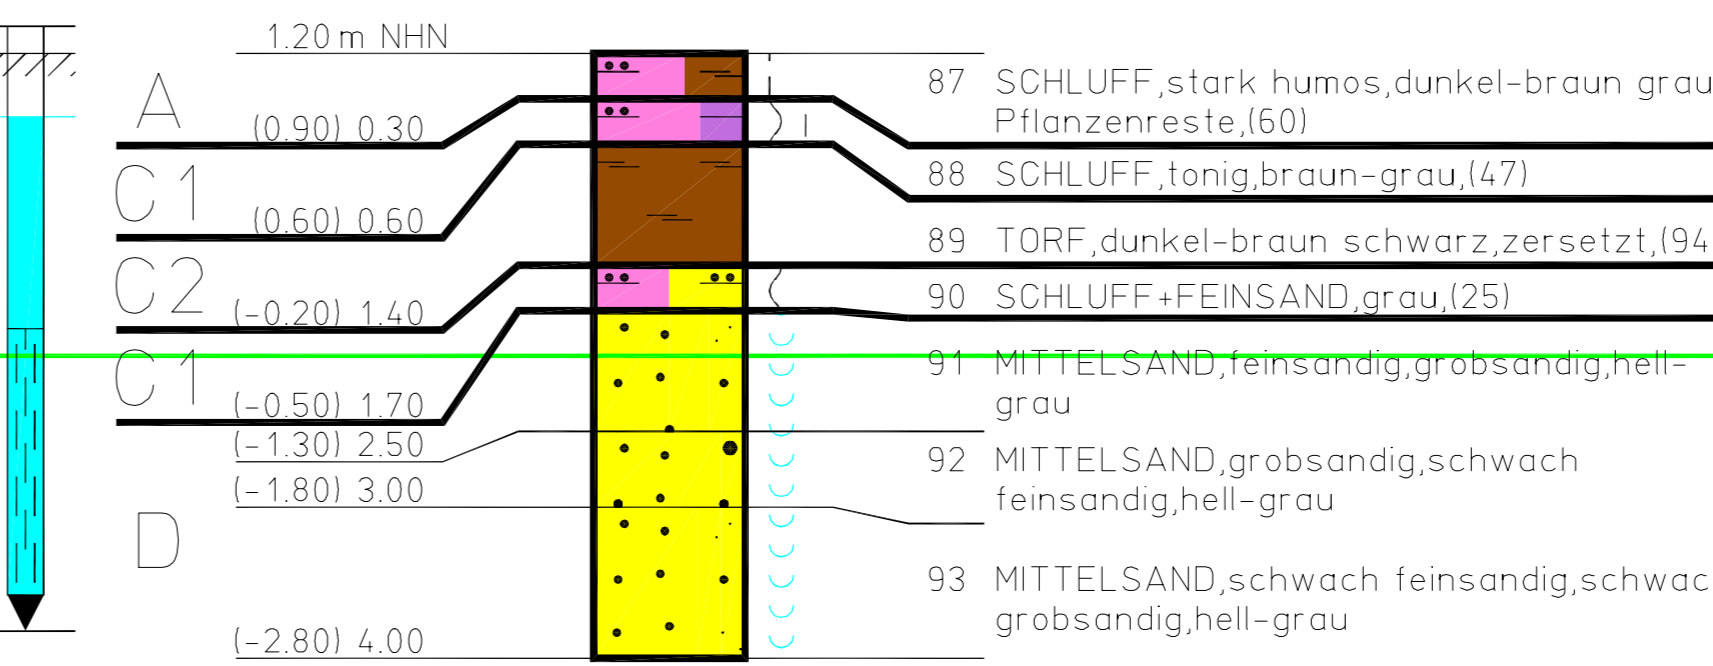 1.20 m NHN
A
(0.90) 0.30
87 SCHLUFF,stark humos,dunkel-braun grau
Pflanzenreste,(60)
C1
(0.60) 0.60
88 SCHLUFF,tonig,braun-grau,(47)
C2
(-0.20) 1.40
89 TORF,dunkel-braun schwarz,zersetzt,(94
C1
(-0.50) 1.70
90 SCHLUFF+FEINSAND,grau,(25)
91 MITTELSAND,feinsandig,grobsandig,hell-
grau
(-1.30) 2.50
92 MITTELSAND,grobsandig,schwach
feinsandig,hell-grau
(-1.80) 3.00
D
93 MITTELSAND,schwach feinsandig,schwac
grobsandig,hell-grau
(-2.80) 4.00